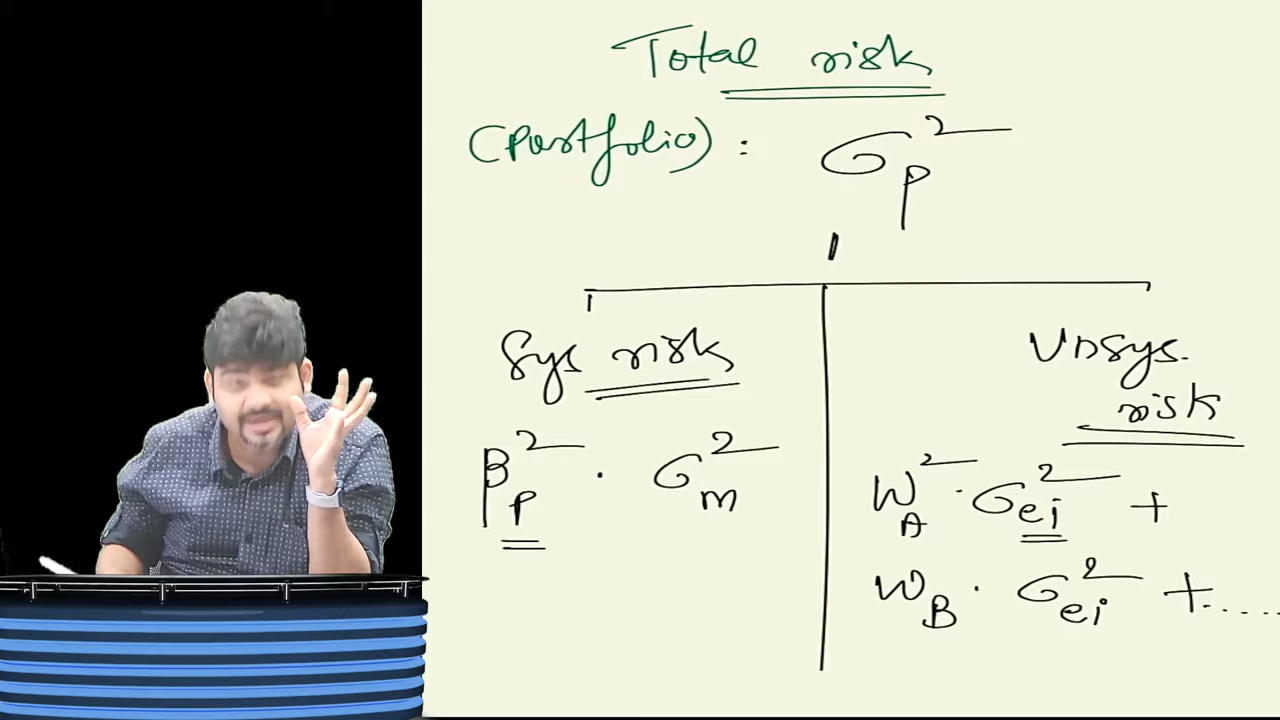 Total risk
(Portfolio) : σp²
Sys risk
βp² · σm²
Unsys. risk
wA² · σei² +
wB · σei² + ......